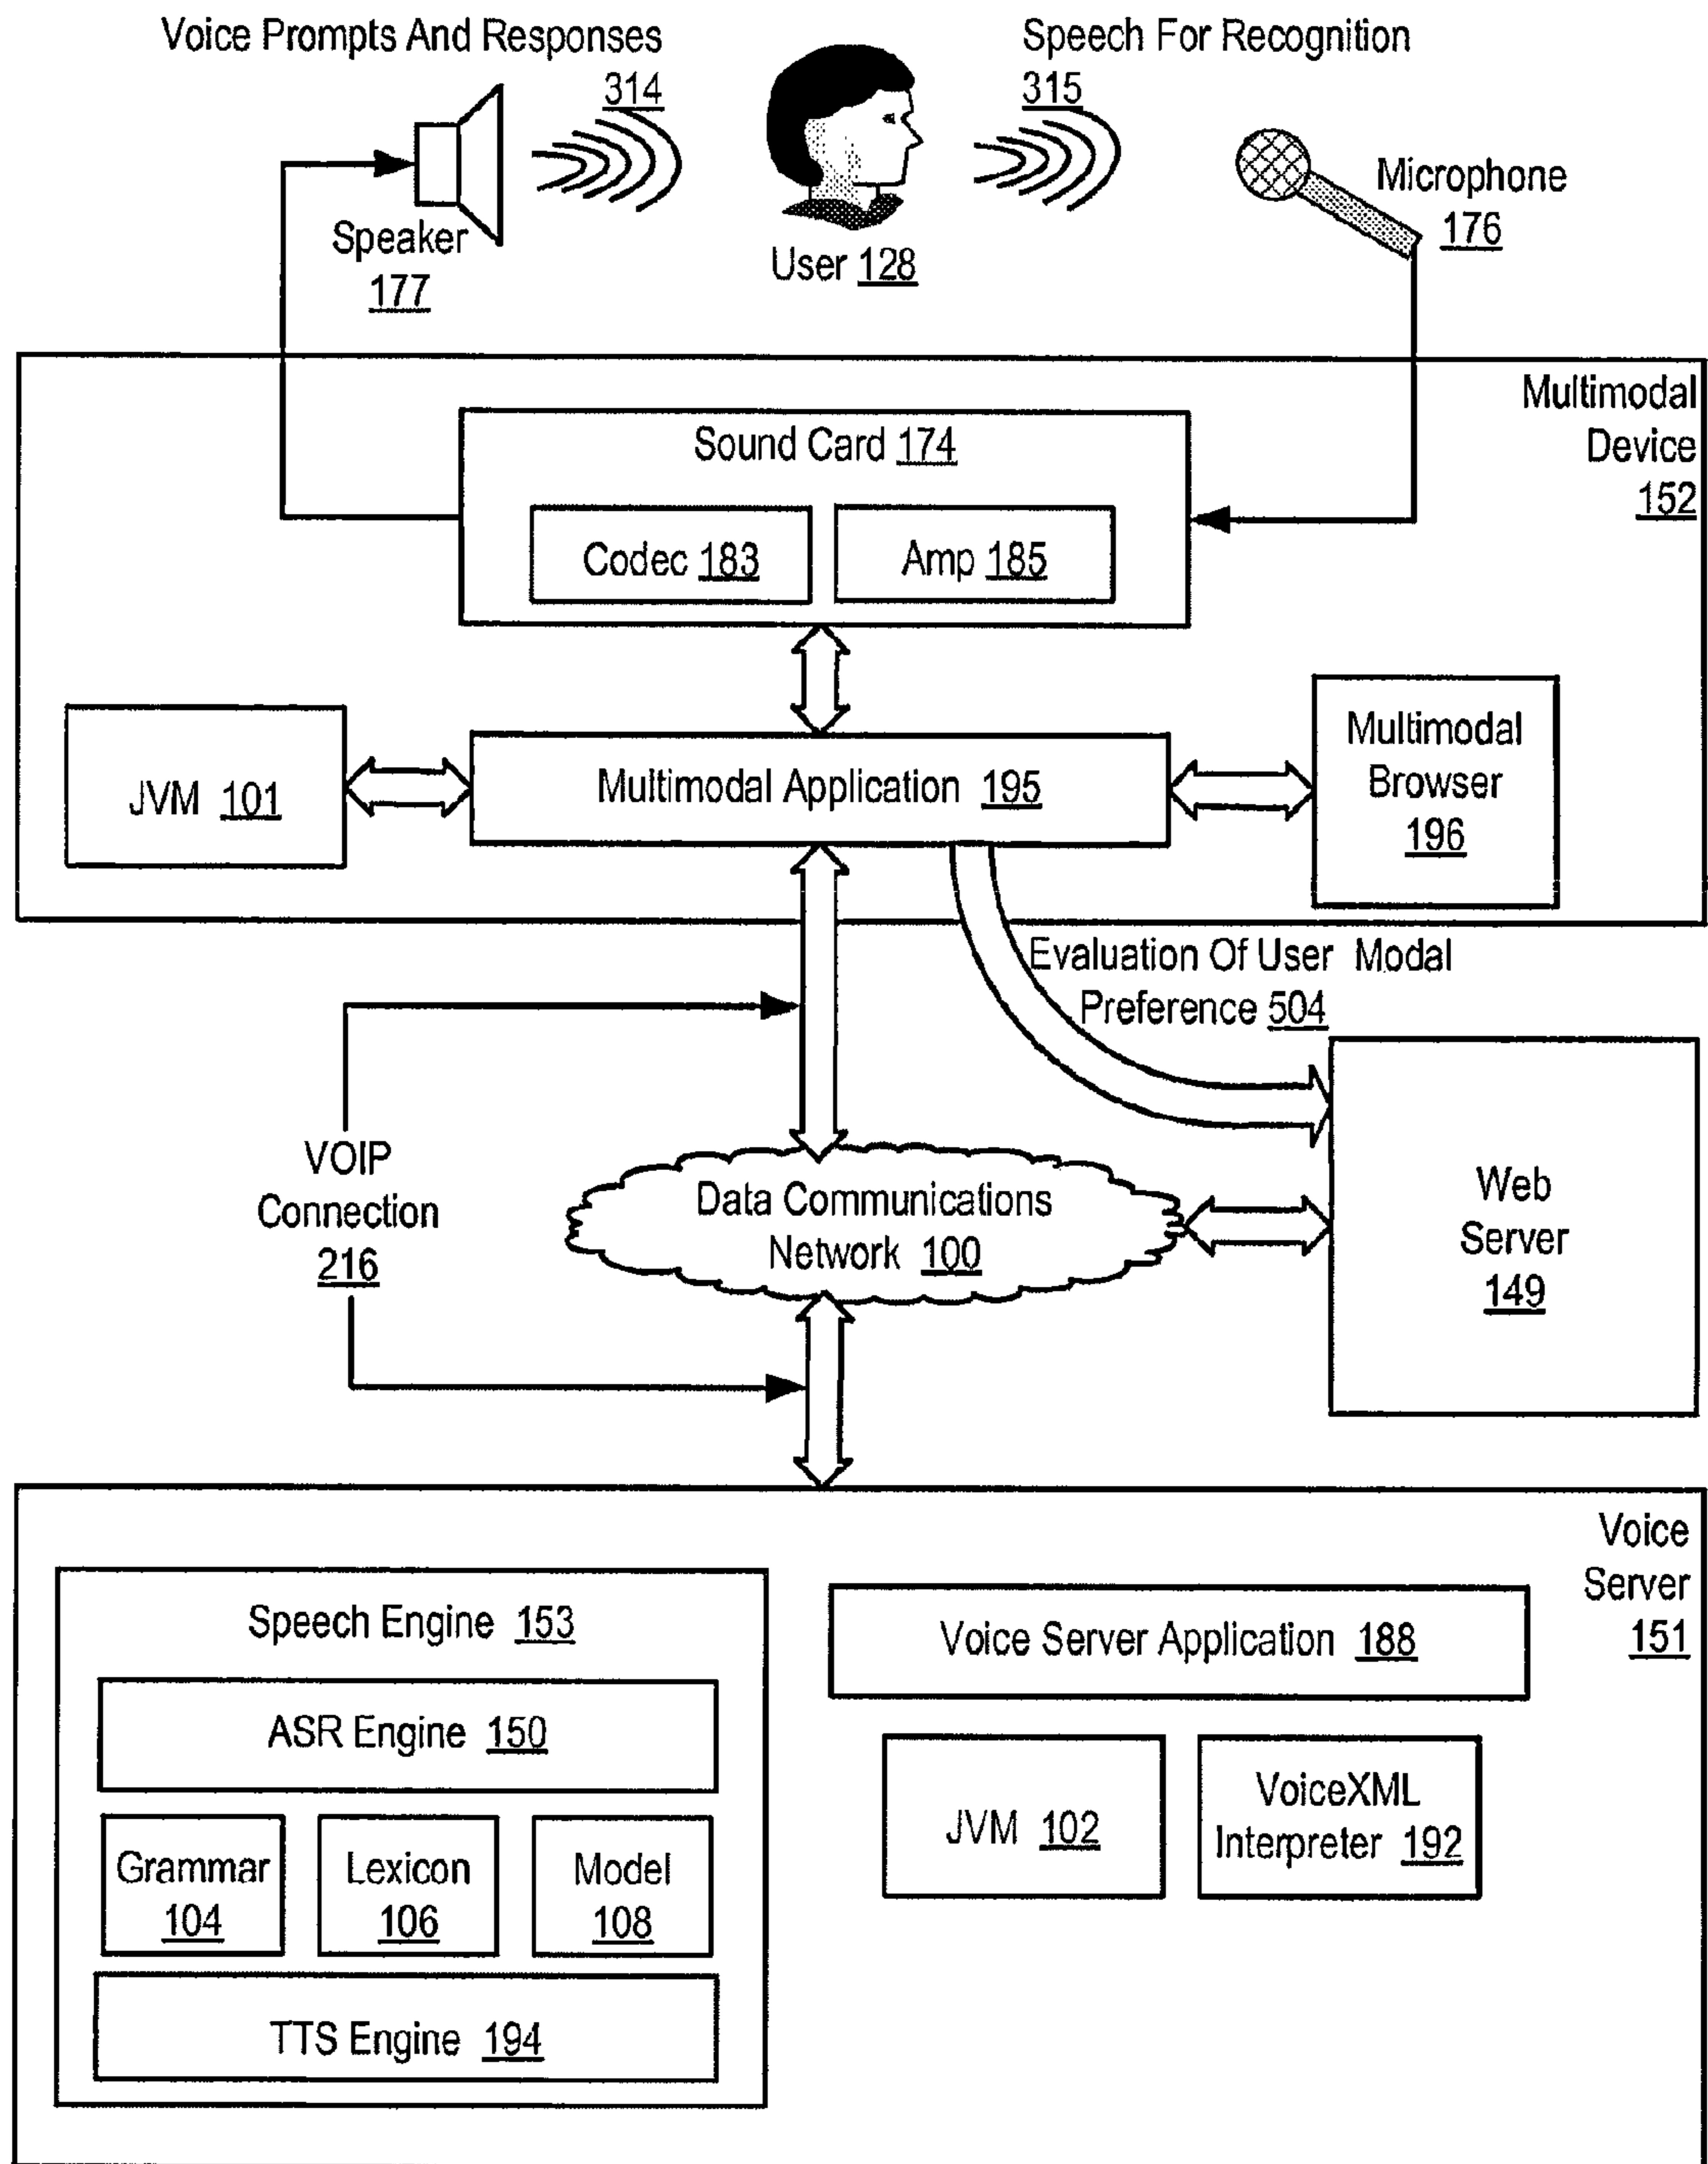 Voice Prompts And Responses
314
Speech For Recognition
315
Speaker
177
User 128
Microphone
176
Multimodal
Device
152
Sound Card 174
Codec 183
Amp 185
JVM 101
Multimodal Application 195
Multimodal
Browser
196
Evaluation Of User Modal
Preference 504
VOIP
Connection
216
Data Communications
Network 100
Web
Server
149
Voice
Server
151
Speech Engine 153
ASR Engine 150
Grammar
104
Lexicon
106
Model
108
TTS Engine 194
Voice Server Application 188
JVM 102
VoiceXML
Interpreter 192